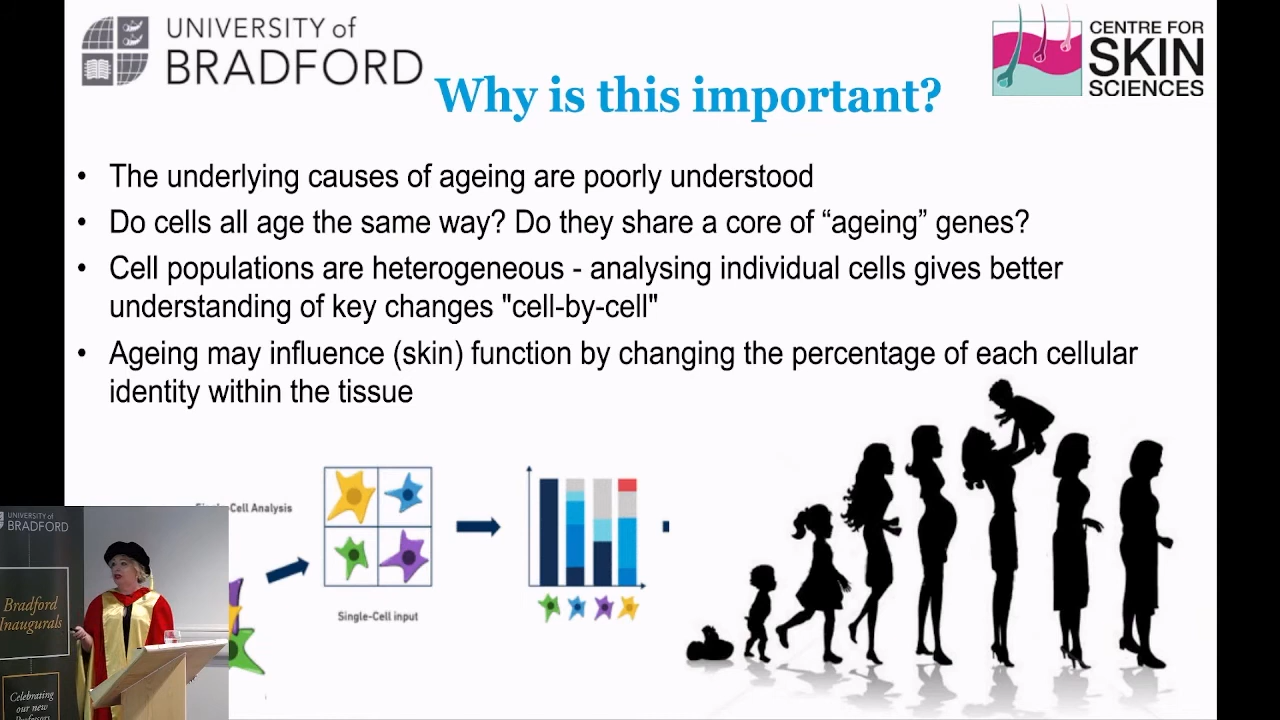 UNIVERSITY of
BRADFORD
CENTRE FOR
SKIN
SCIENCES
Why is this important?
• The underlying causes of ageing are poorly understood
• Do cells all age the same way? Do they share a core of “ageing” genes?
• Cell populations are heterogeneous - analysing individual cells gives better
understanding of key changes "cell-by-cell"
• Ageing may influence (skin) function by changing the percentage of each cellular
identity within the tissue
Cell Analysis
Single-Cell input
UNIVERSITY of
BRADFORD
Bradford
Inaugurals
Celebrating
our new